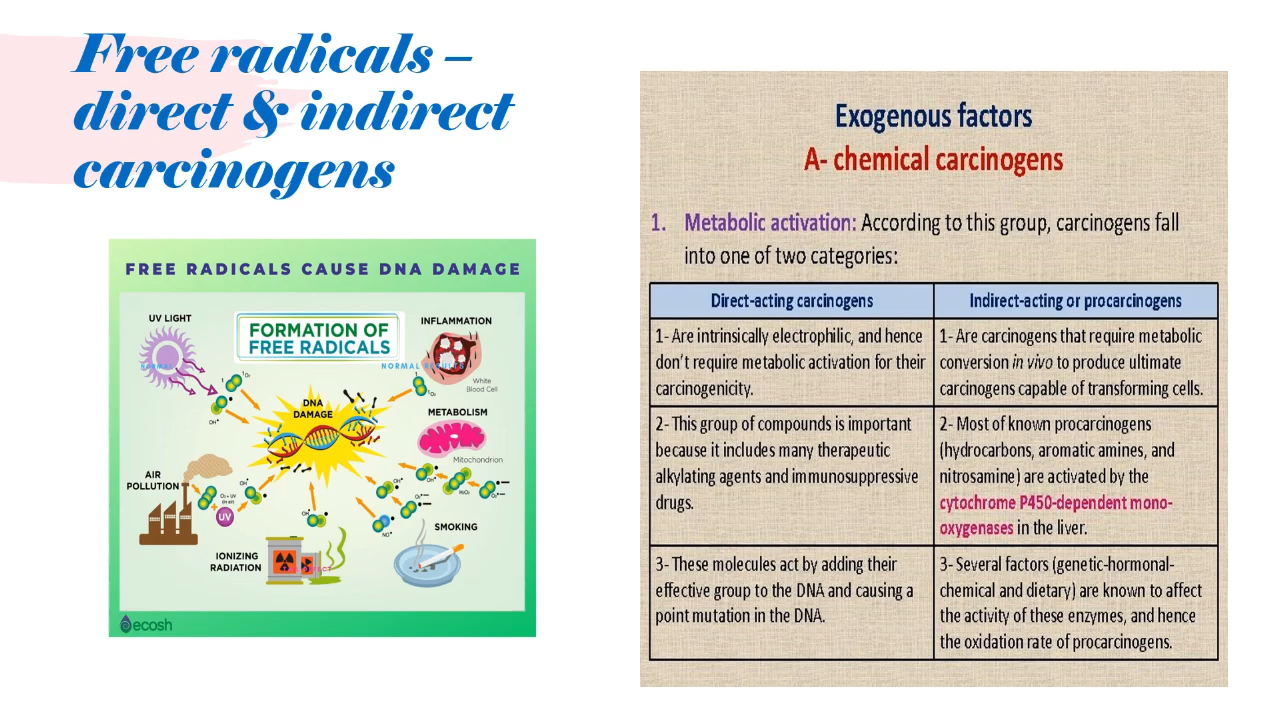 Free radicals –
direct & indirect
carcinogens
FREE RADICALS CAUSE DNA DAMAGE
UV LIGHT
FORMATION OF
FREE RADICALS
INFLAMMATION
White
Blood Cell
DNA
DAMAGE
METABOLISM
Mitochondrion
AIR
POLLUTION
UV
SMOKING
IONIZING
RADIATION
OH•
H₂O₂
NO•
ecosh
Exogenous factors
A- chemical carcinogens
1. Metabolic activation: According to this group, carcinogens fall
into one of two categories:
Direct-acting carcinogens
Indirect-acting or procarcinogens
1- Are intrinsically electrophilic, and hence
don't require metabolic activation for their
carcinogenicity.
1- Are carcinogens that require metabolic
conversion in vivo to produce ultimate
carcinogens capable of transforming cells.
2- This group of compounds is important
because it includes many therapeutic
alkylating agents and immunosuppressive
drugs.
2- Most of known procarcinogens
(hydrocarbons, aromatic amines, and
nitrosamine) are activated by the
cytochrome P450-dependent mono-
oxygenases in the liver.
3- These molecules act by adding their
effective group to the DNA and causing a
point mutation in the DNA.
3- Several factors (genetic-hormonal-
chemical and dietary) are known to affect
the activity of these enzymes, and hence
the oxidation rate of procarcinogens.